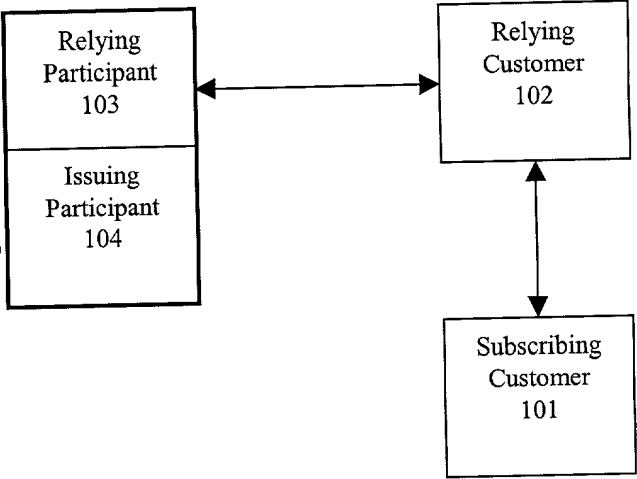 Relying
Participant
103
Issuing
Participant
104
Relying
Customer
102
Subscribing
Customer
101